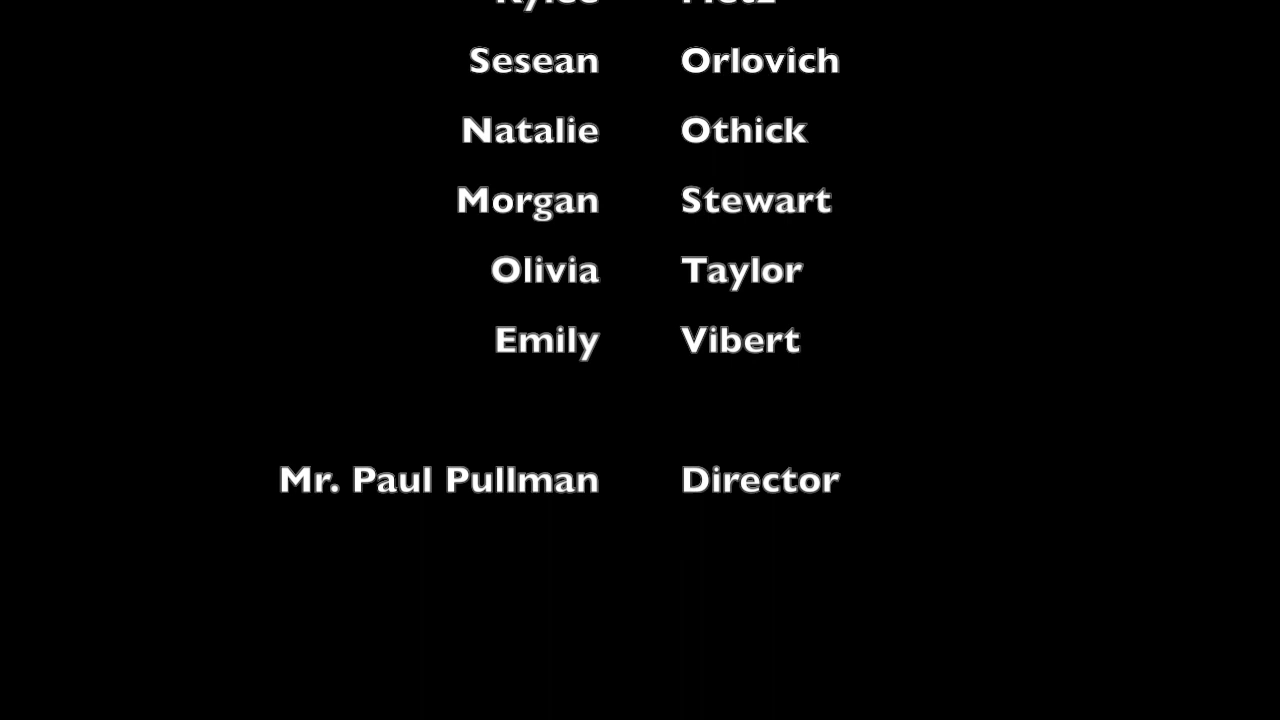 Sesean Orlovich
Natalie Othick
Morgan Stewart
Olivia Taylor
Emily Vibert
Mr. Paul Pullman Director